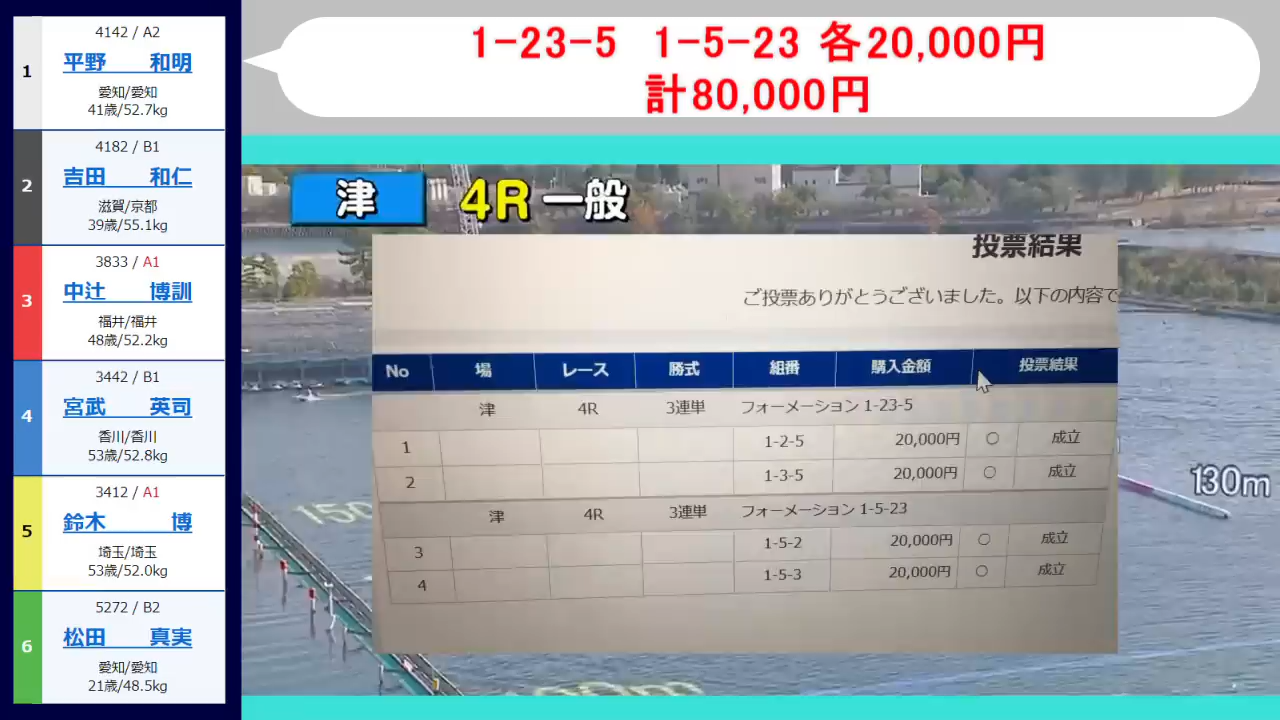 1-23-5 1-5-23 各20,000円
計80,000円
1
4142 / A2
平野 和明
愛知/愛知
41歳/52.7kg
2
4182 / B1
吉田 和仁
滋賀/京都
39歳/55.1kg
3
3833 / A1
中辻 博訓
福井/福井
48歳/52.2kg
4
3442 / B1
宮武 英司
香川/香川
53歳/52.8kg
5
3412 / A1
鈴木 博
埼玉/埼玉
53歳/52.0kg
6
5272 / B2
松田 真実
愛知/愛知
21歳/48.5kg
津 4R 一般
投票結果
ご投票ありがとうございました。以下の内容で
No 場 レース 勝式 組番 購入金額 投票結果
津 4R 3連単 フォーメーション 1-23-5
1 1-2-5 20,000円 ○ 成立
2 1-3-5 20,000円 ○ 成立
津 4R 3連単 フォーメーション 1-5-23
3 1-5-2 20,000円 ○ 成立
4 1-5-3 20,000円 ○ 成立
130m